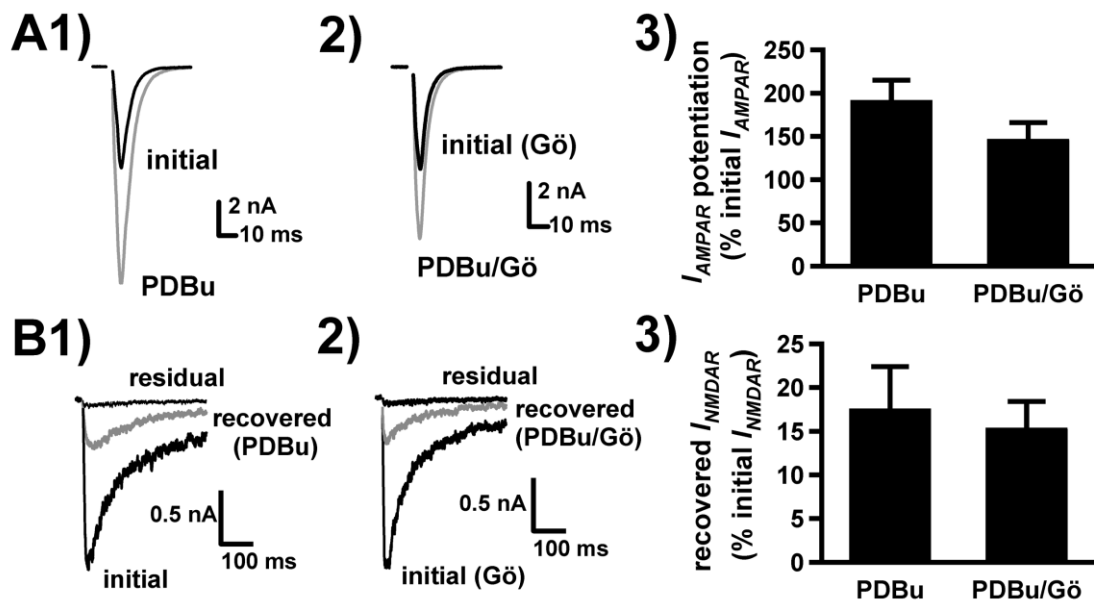 A1)
initial
2 nA
10 ms
PDBu
2)
initial (Gö)
2 nA
10 ms
PDBu/Gö
3)
I_AMPAR potentiation
(% initial I_AMPAR)
250
200
150
100
50
0
PDBu
PDBu/Gö
B1)
residual
recovered
(PDBu)
0.5 nA
100 ms
initial
2)
residual
recovered
(PDBu/Gö)
0.5 nA
100 ms
initial (Gö)
3)
recovered I_NMDAR
(% initial I_NMDAR)
25
20
15
10
5
0
PDBu
PDBu/Gö